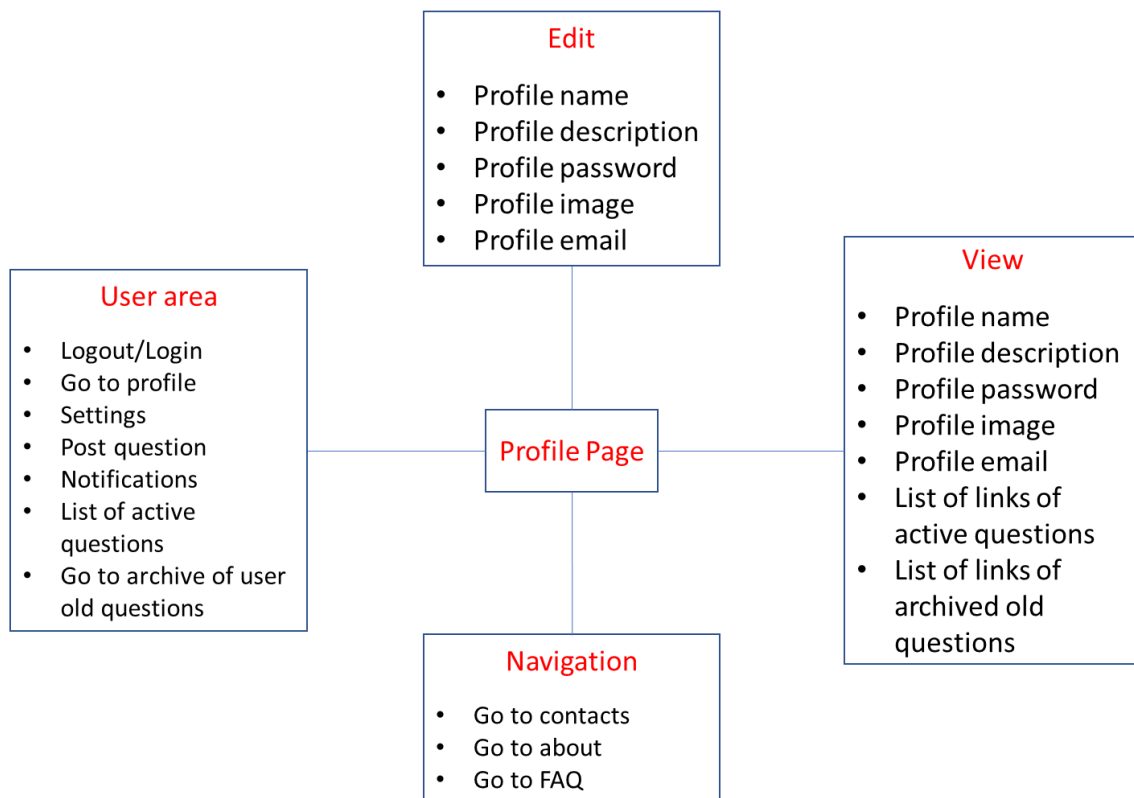 Edit
• Profile name
• Profile description
• Profile password
• Profile image
• Profile email
User area
• Logout/Login
• Go to profile
• Settings
• Post question
• Notifications
• List of active
questions
• Go to archive of user
old questions
Profile Page
View
• Profile name
• Profile description
• Profile password
• Profile image
• Profile email
• List of links of
active questions
• List of links of
archived old
questions
Navigation
• Go to contacts
• Go to about
• Go to FAQ